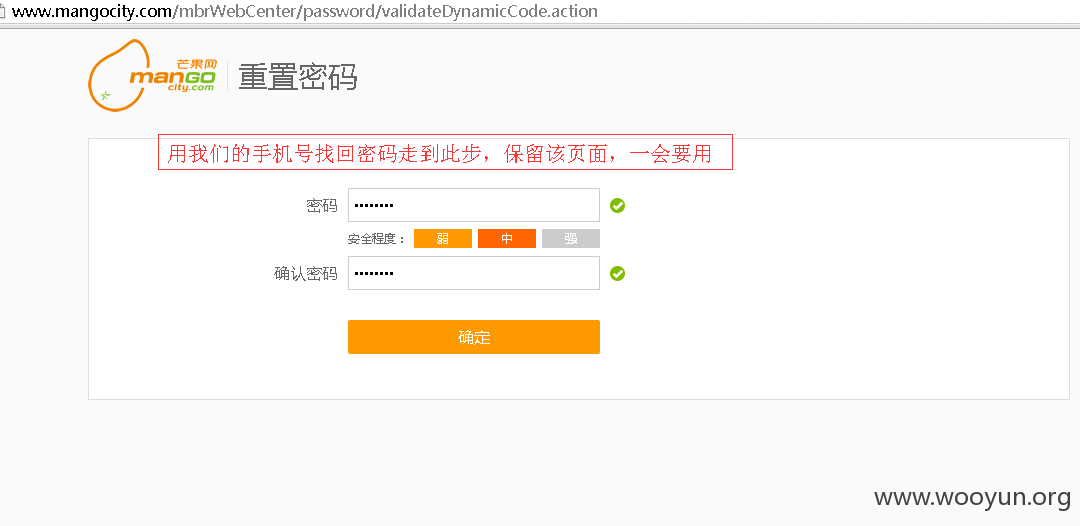 www.mangocity.com/mbrWebCenter/password/validateDynamicCode.action
芒果网
mango
city.com
重置密码
用我们的手机号找回密码走到此步，保留该页面，一会要用
密码 ••••••••
安全程度： 弱 中 强
确认密码 ••••••••
确定
www.wooyun.org